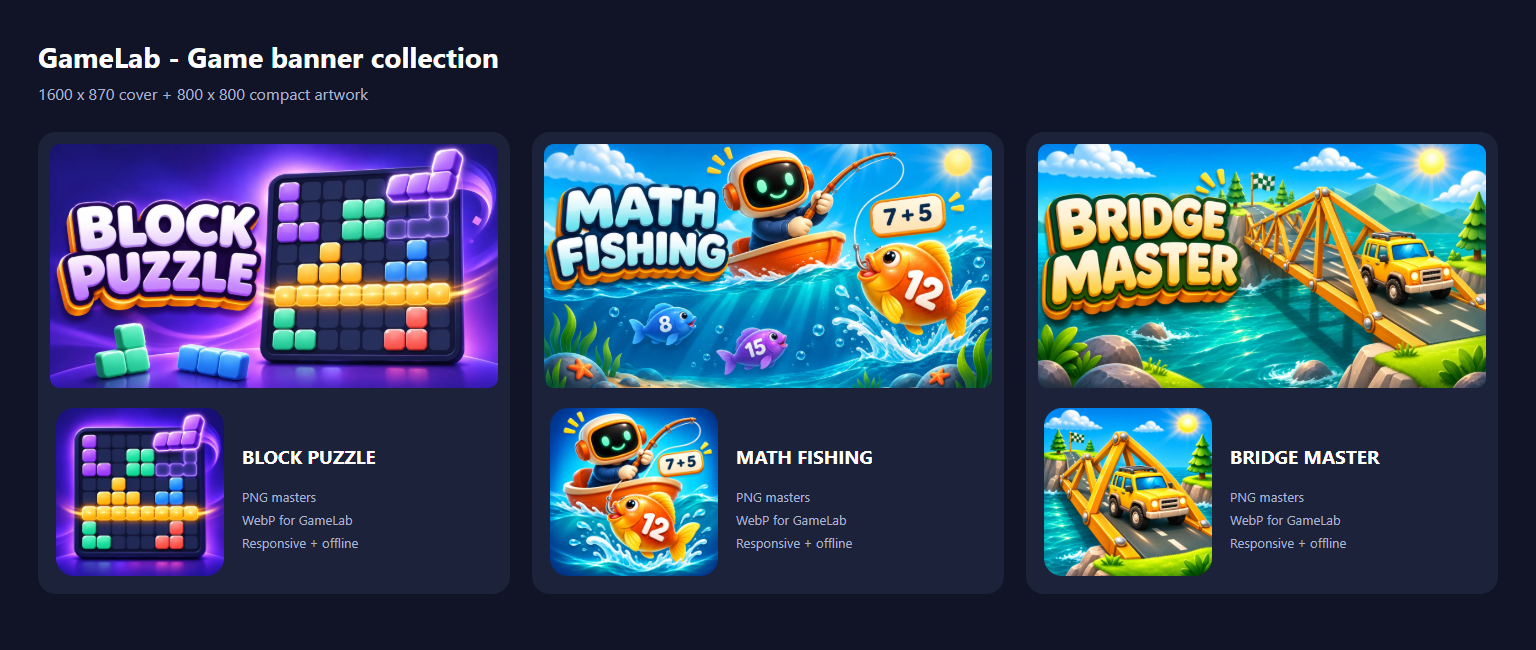 GameLab - Game banner collection
1600 x 870 cover + 800 x 800 compact artwork
BLOCK
PUZZLE
MATH
FISHING
7+5
12
8
15
BRIDGE
MASTER
BLOCK PUZZLE
PNG masters
WebP for GameLab
Responsive + offline
7+5
12
MATH FISHING
PNG masters
WebP for GameLab
Responsive + offline
BRIDGE MASTER
PNG masters
WebP for GameLab
Responsive + offline